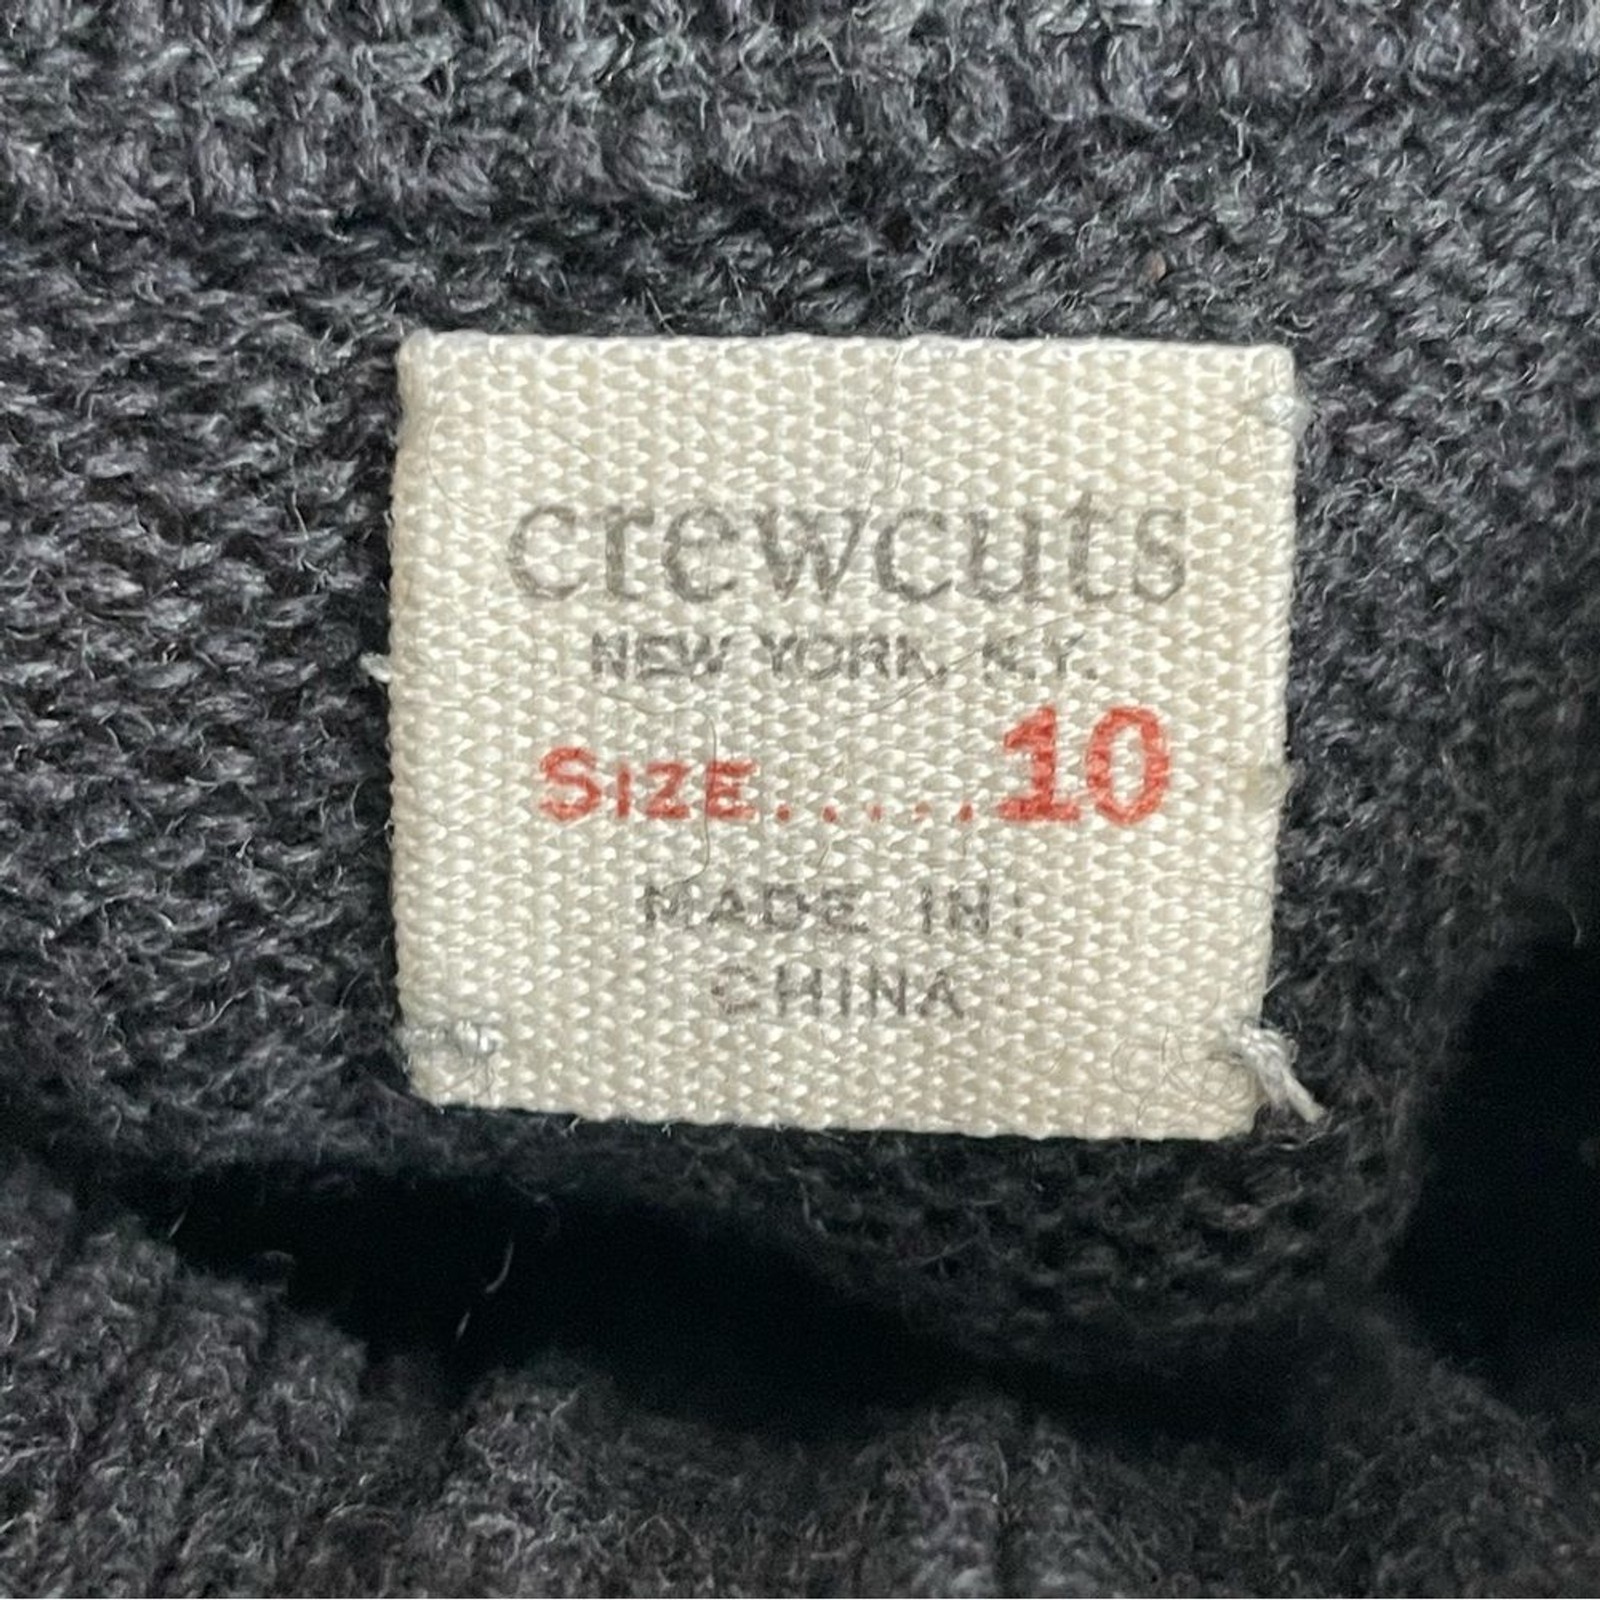 crewcuts
NEW YORK, N.Y.
SIZE......10
MADE IN:
CHINA